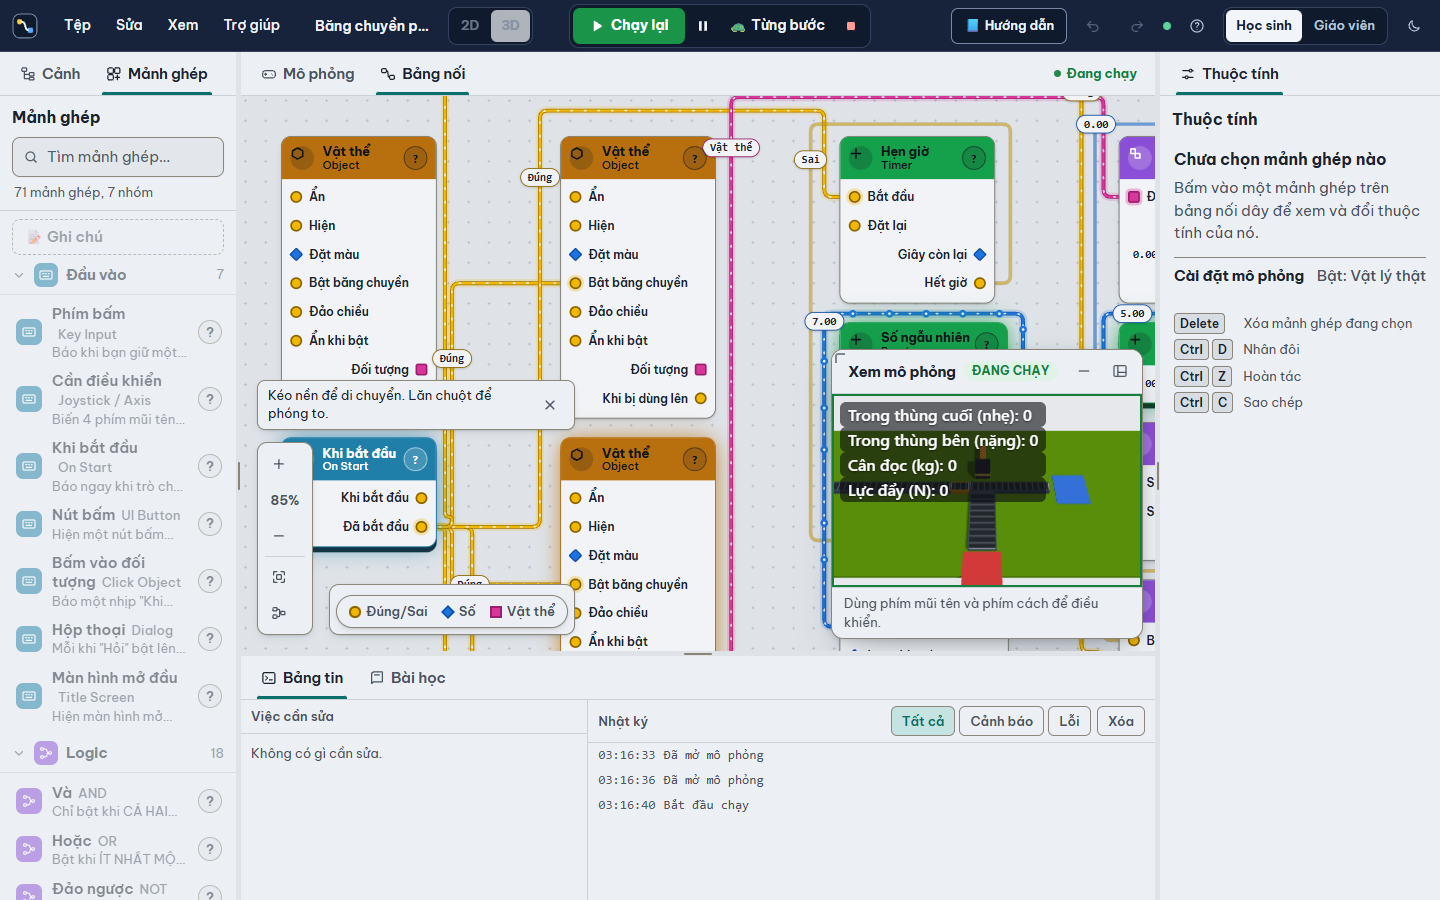 Tệp Sửa Xem Trợ giúp Băng chuyền p... 2D 3D Chạy lại Từng bước Hướng dẫn Học sinh Giáo viên
Cảnh Mảnh ghép
Mảnh ghép
Tìm mảnh ghép...
71 mảnh ghép, 7 nhóm
Ghi chú
Đầu vào 7
Phím bấm
Key Input
Báo khi bạn giữ một...
?
Cần điều khiển
Joystick / Axis
Biến 4 phím mũi tên...
?
Khi bắt đầu
On Start
Báo ngay khi trò ch...
?
Nút bấm UI Button
Hiện một nút bấm...
?
Bấm vào đối
tượng Click Object
Báo một nhịp "Khi...
?
Hộp thoại Dialog
Mỗi khi "Hỏi" bật lên...
?
Màn hình mở đầu
Title Screen
Hiện màn hình mở...
?
Logic 18
Và AND
Chỉ bật khi CẢ HAI...
?
Hoặc OR
Bật khi ÍT NHẤT MỘ...
?
Đảo ngược NOT
?
Mô phỏng Bảng nối
Đang chạy
Vật thể
Object
?
Ẩn
Hiện
Đặt màu
Bật băng chuyền
Đảo chiều
Ẩn khi bật
Đối tượng
Vật thể
Object
?
Ẩn
Hiện
Đặt màu
Bật băng chuyền
Đảo chiều
Ẩn khi bật
Đối tượng
Khi bị dùng lên
Đúng
Đúng
Đúng
Vật thể
Sai
0.00
Hẹn giờ
Timer
?
Bắt đầu
Đặt lại
Giây còn lại
Hết giờ
7.00
5.00
Số ngẫu nhiên
?
Đ
0.00
Kéo nền để di chuyển. Lăn chuột để
phóng to.
Khi bắt đầu
On Start
?
Khi bắt đầu
Đã bắt đầu
85%
Vật thể
Object
?
Ẩn
Hiện
Đặt màu
Bật băng chuyền
Đảo chiều
Ẩn khi bật
Đúng/Sai Số Vật thể
Xem mô phỏng ĐANG CHẠY
Trong thùng cuối (nhẹ): 0
Trong thùng bên (nặng): 0
Cân đọc (kg): 0
Lực đẩy (N): 0
Dùng phím mũi tên và phím cách để điều
khiển.
S
S
B
Bảng tin Bài học
Việc cần sửa
Không có gì cần sửa.
Nhật ký Tất cả Cảnh báo Lỗi Xóa
03:16:33 Đã mở mô phỏng
03:16:36 Đã mở mô phỏng
03:16:40 Bắt đầu chạy
Thuộc tính
Thuộc tính
Chưa chọn mảnh ghép nào
Bấm vào một mảnh ghép trên
bảng nối dây để xem và đổi thuộc
tính của nó.
Cài đặt mô phỏng Bật: Vật lý thật
Delete Xóa mảnh ghép đang chọn
Ctrl D Nhân đôi
Ctrl Z Hoàn tác
Ctrl C Sao chép